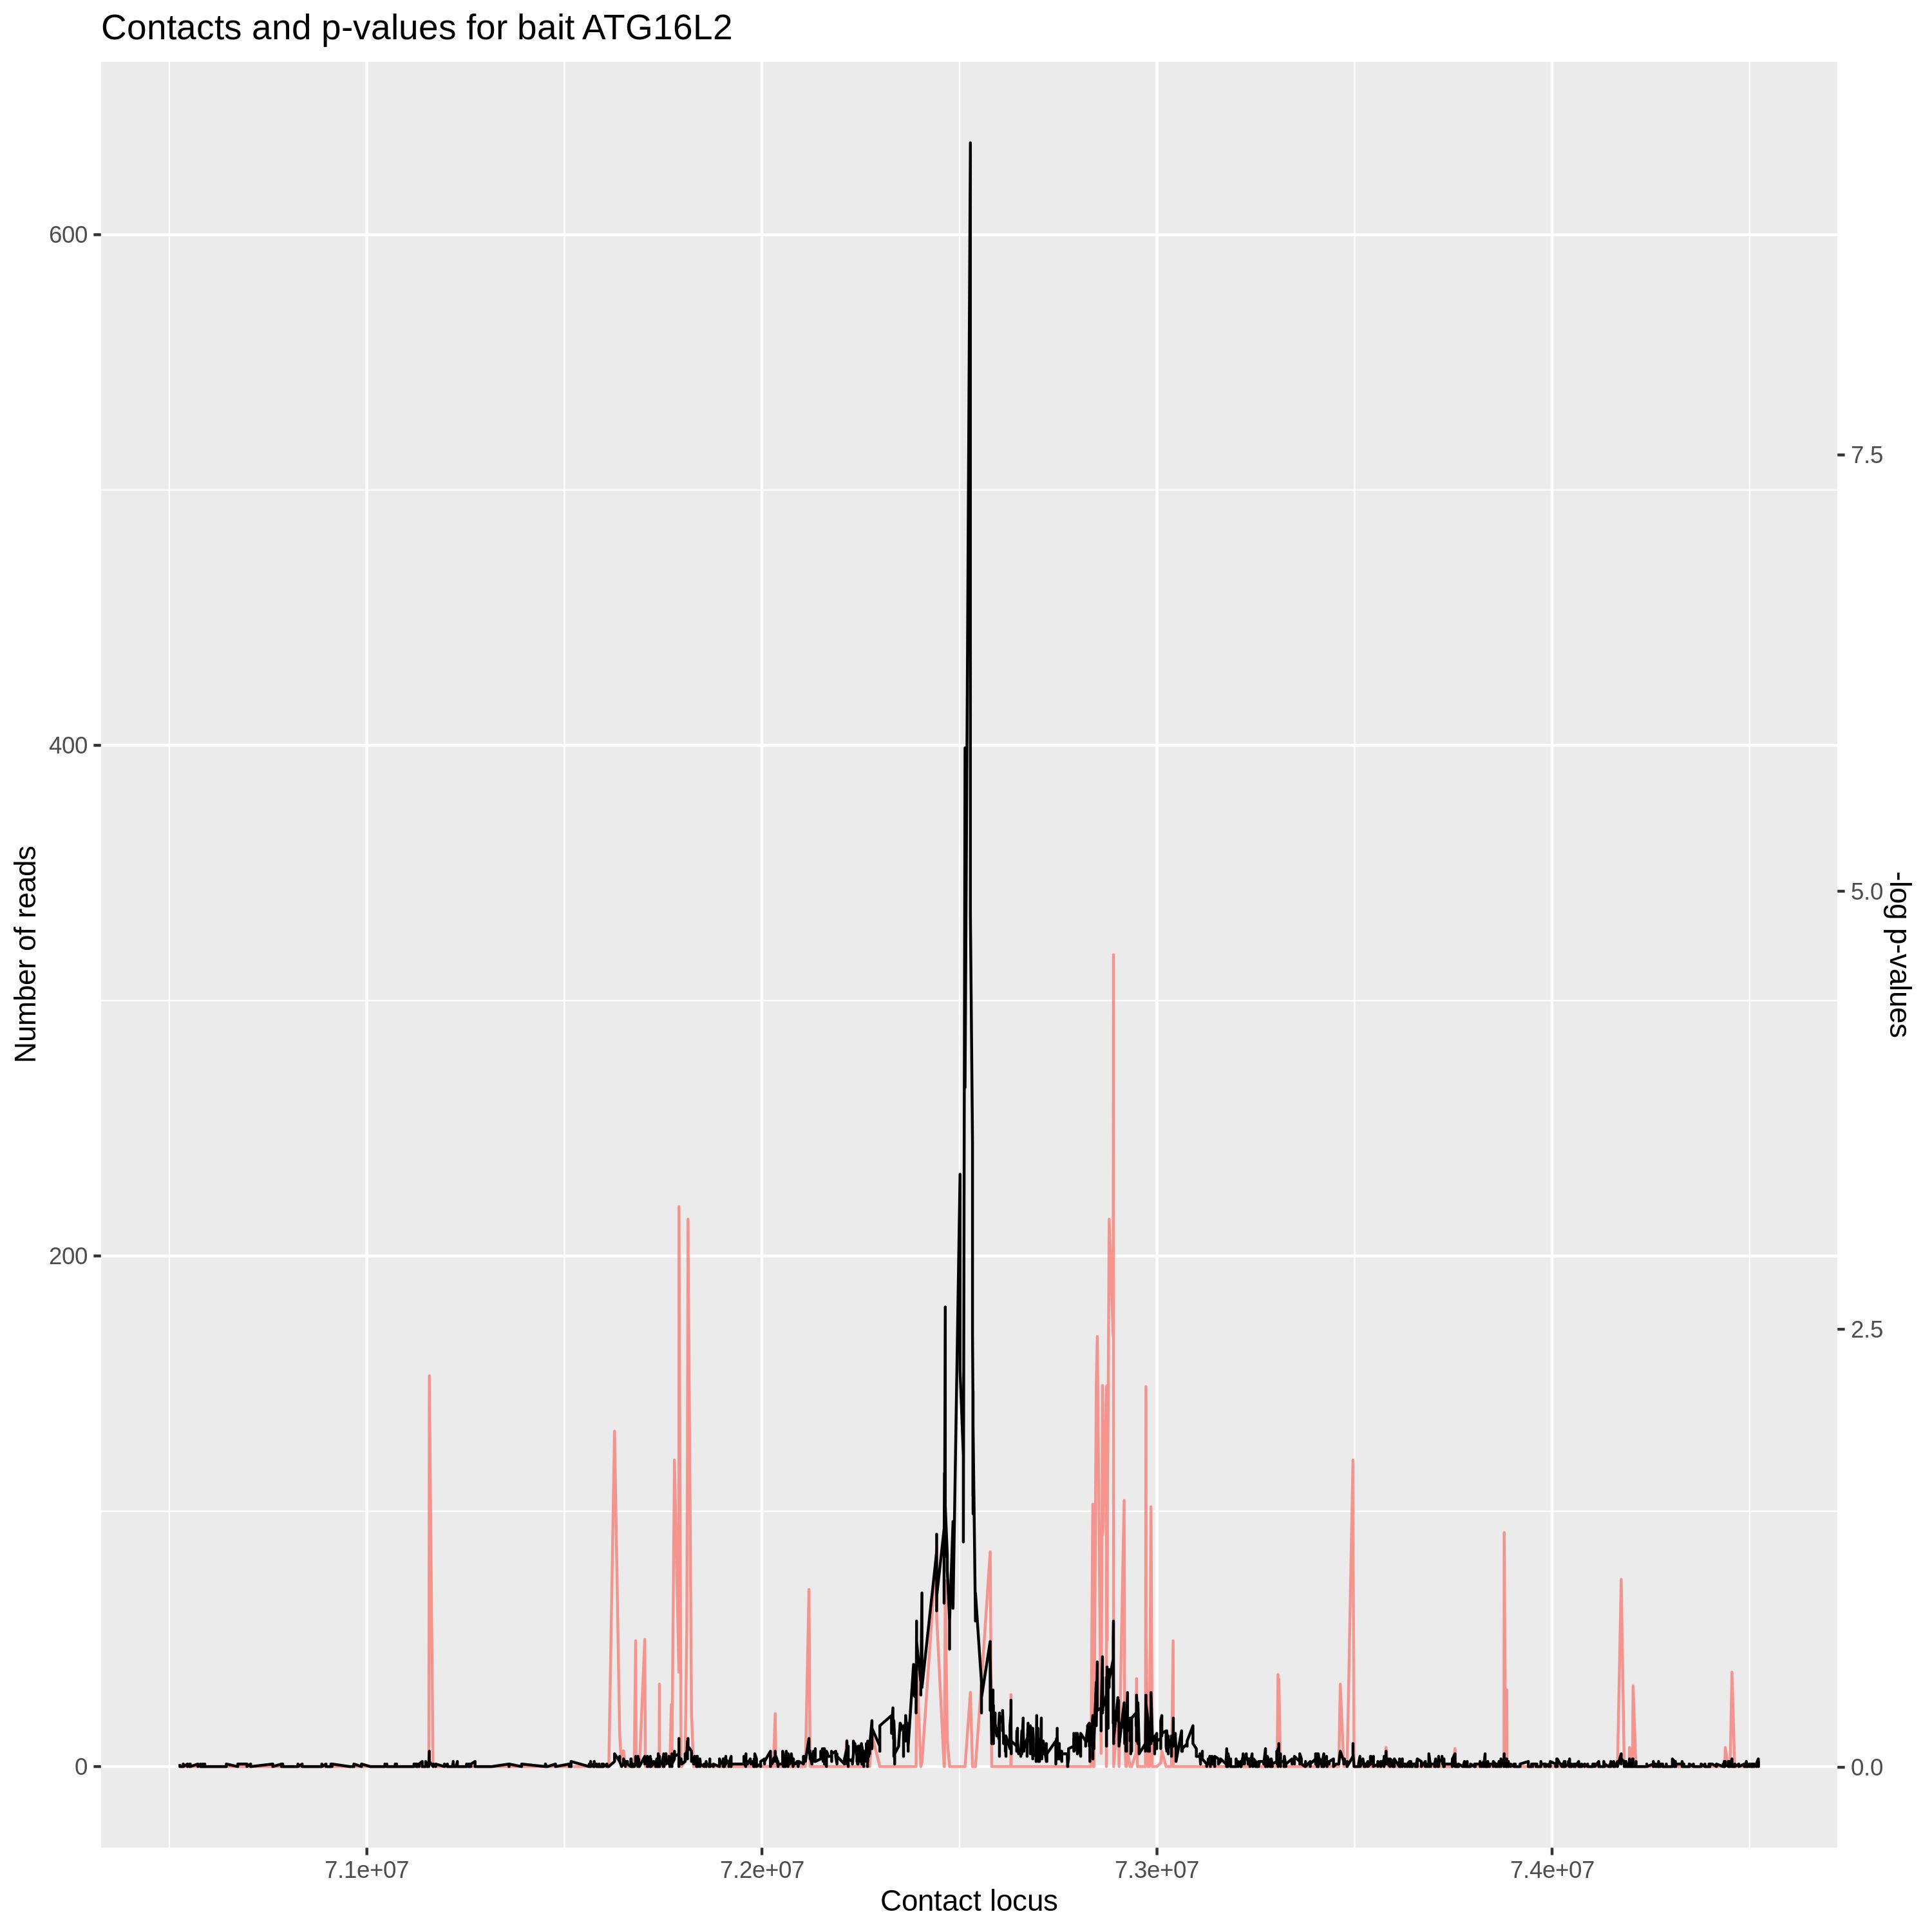 Contacts and p-values for bait ATG16L2
600
400
200
0
Number of reads
7.5
5.0
2.5
0.0
-log p-values
7.1e+07
7.2e+07
7.3e+07
7.4e+07
Contact locus